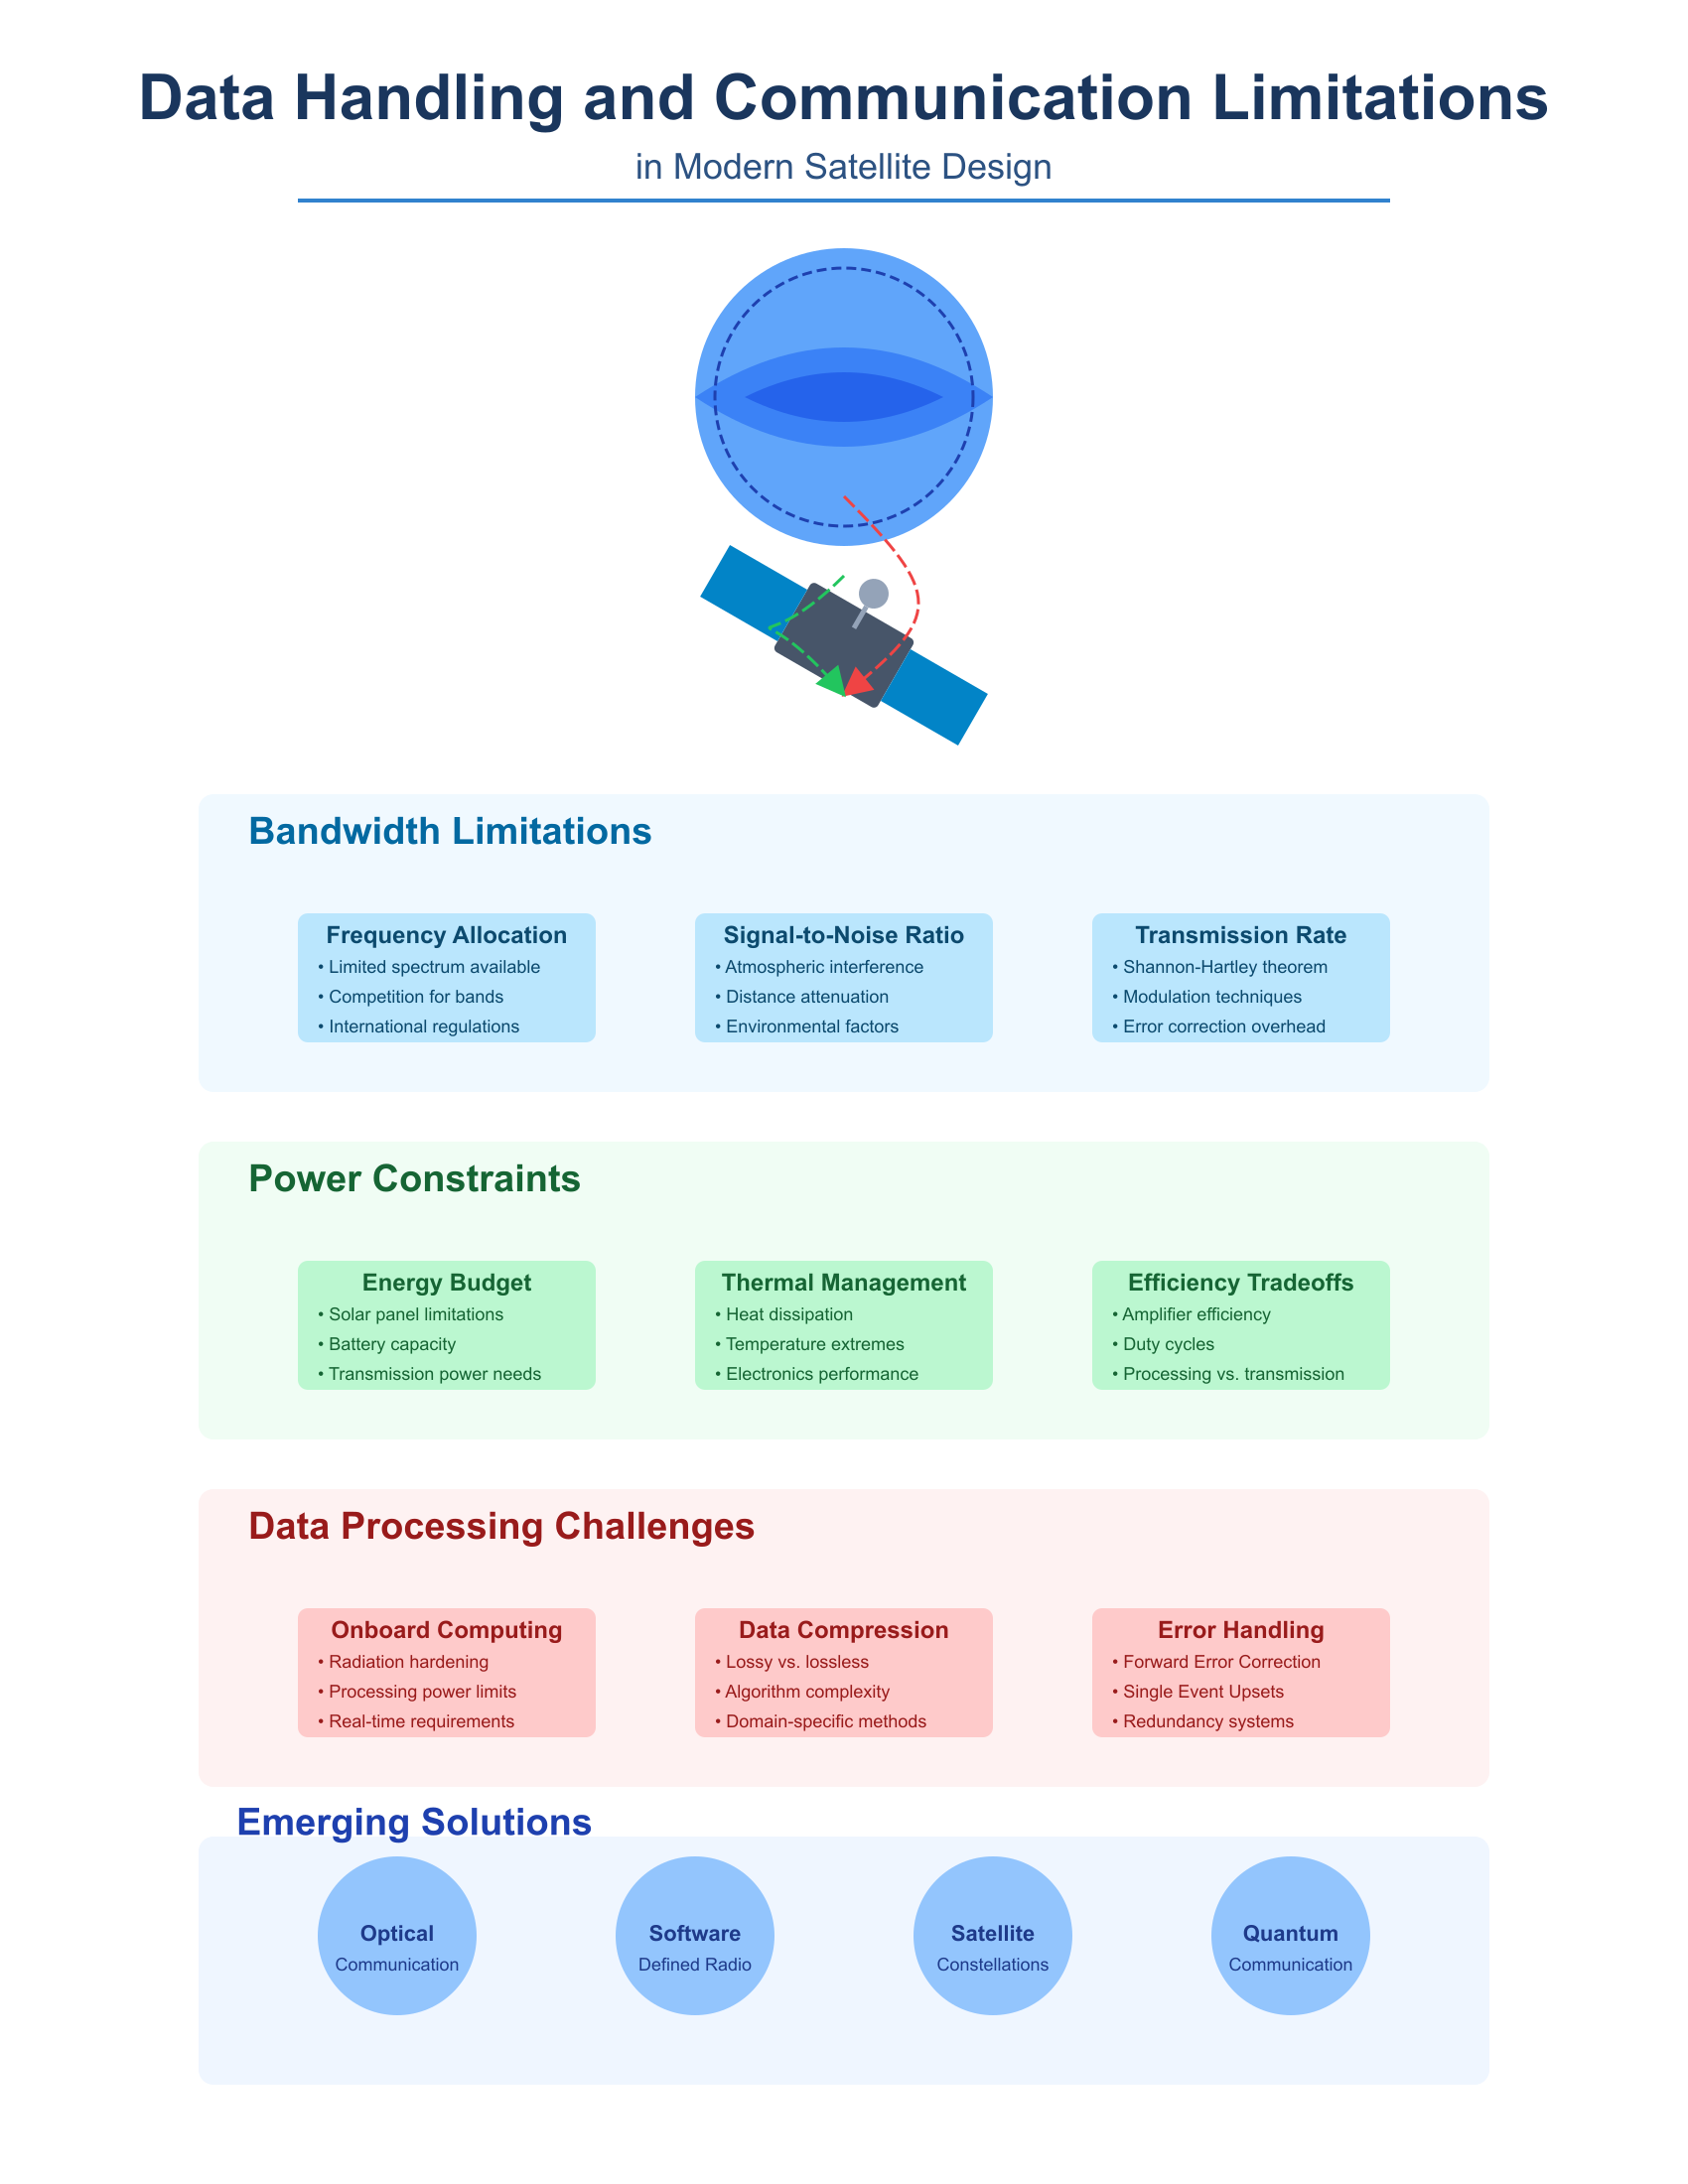 Data Handling and Communication Limitations
in Modern Satellite Design
Bandwidth Limitations
Frequency Allocation
• Limited spectrum available
• Competition for bands
• International regulations
Signal-to-Noise Ratio
• Atmospheric interference
• Distance attenuation
• Environmental factors
Transmission Rate
• Shannon-Hartley theorem
• Modulation techniques
• Error correction overhead
Power Constraints
Energy Budget
• Solar panel limitations
• Battery capacity
• Transmission power needs
Thermal Management
• Heat dissipation
• Temperature extremes
• Electronics performance
Efficiency Tradeoffs
• Amplifier efficiency
• Duty cycles
• Processing vs. transmission
Data Processing Challenges
Onboard Computing
• Radiation hardening
• Processing power limits
• Real-time requirements
Data Compression
• Lossy vs. lossless
• Algorithm complexity
• Domain-specific methods
Error Handling
• Forward Error Correction
• Single Event Upsets
• Redundancy systems
Emerging Solutions
Optical
Communication
Software
Defined Radio
Satellite
Constellations
Quantum
Communication